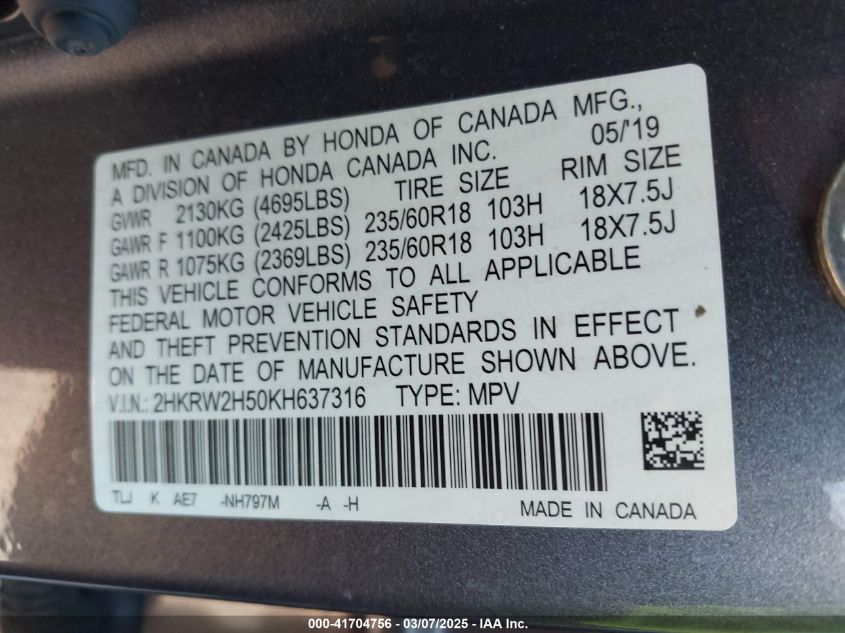 MFD. IN CANADA BY HONDA OF CANADA MFG.,
A DIVISION OF HONDA CANADA INC. 05/'19
GVWR 2130KG (4695LBS) TIRE SIZE RIM SIZE
GAWR F 1100KG (2425LBS) 235/60R18 103H 18X7.5J
GAWR R 1075KG (2369LBS) 235/60R18 103H 18X7.5J
THIS VEHICLE CONFORMS TO ALL APPLICABLE
FEDERAL MOTOR VEHICLE SAFETY
AND THEFT PREVENTION STANDARDS IN EFFECT
ON THE DATE OF MANUFACTURE SHOWN ABOVE.
V.I.N.: 2HKRW2H50KH637316 TYPE: MPV
TLJ K AE7 -NH797M -A -H
MADE IN CANADA
000-41704756 - 03/07/2025 - IAA Inc.